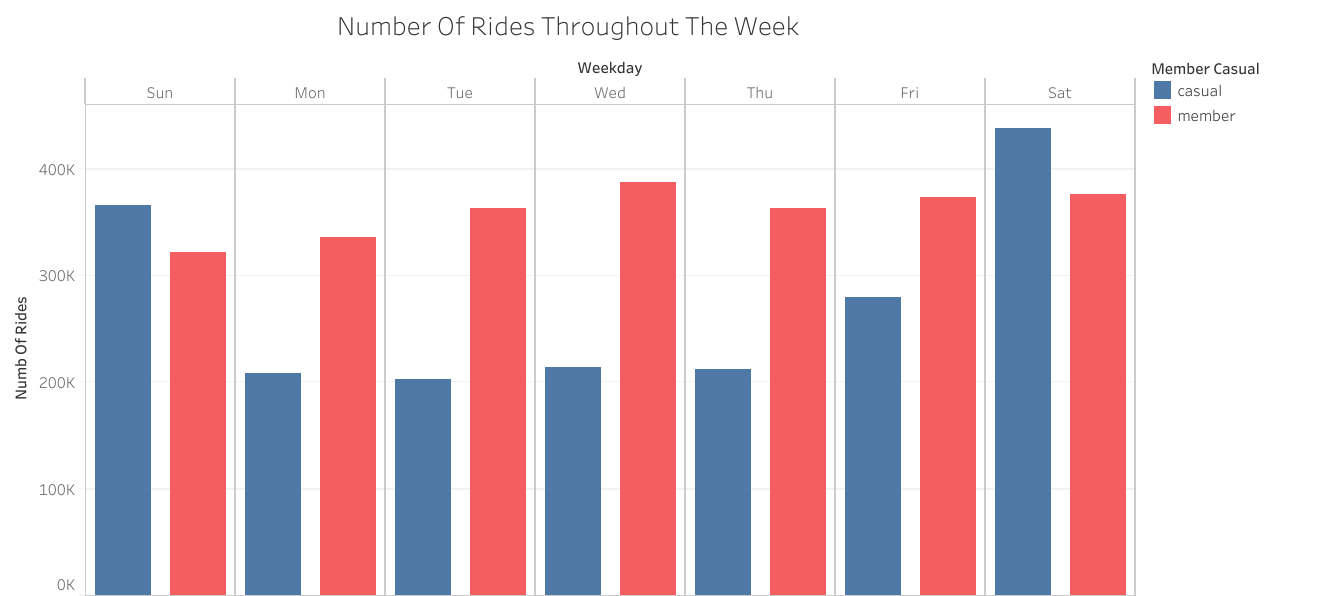 Number Of Rides Throughout The Week
Weekday
Sun Mon Tue Wed Thu Fri Sat
Member Casual
casual
member
Numb Of Rides
400K
300K
200K
100K
0K